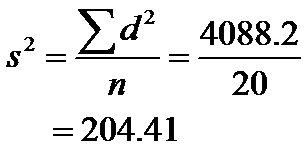 s² = ∑d² / n = 4088.2 / 20
= 204.41